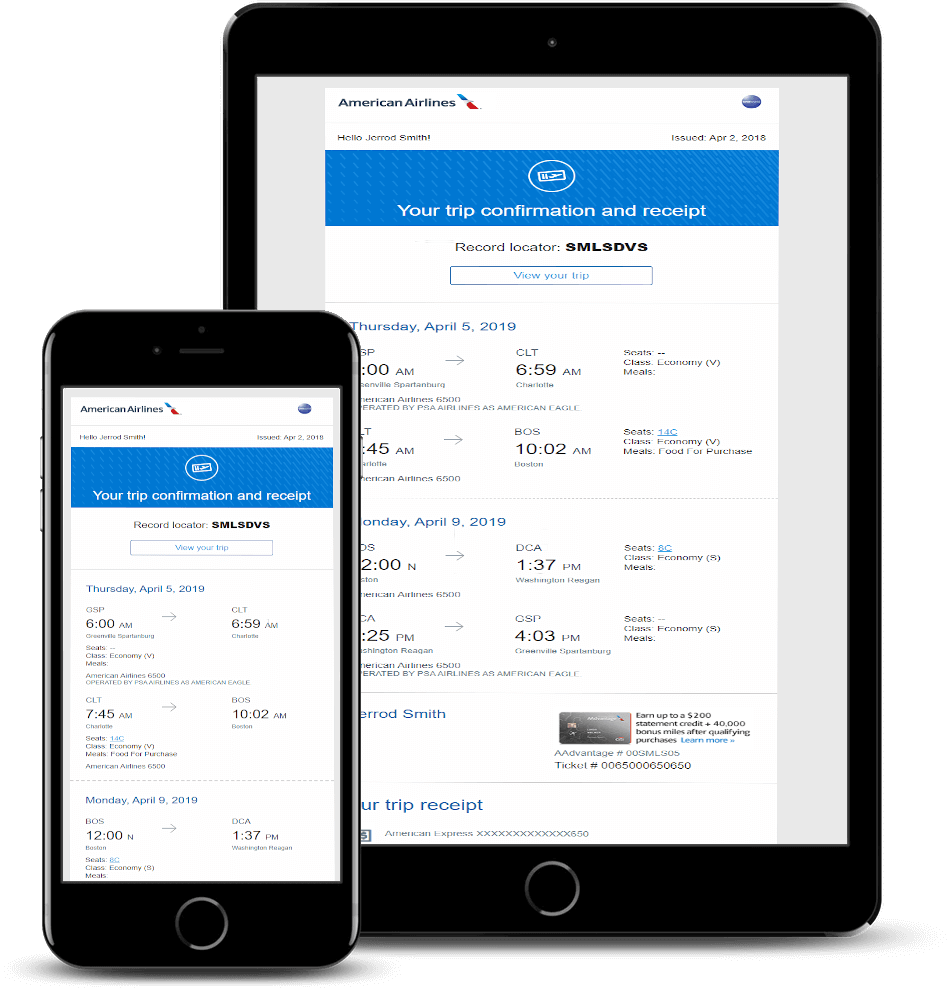 American Airlines
Hello Jerrod Smith! Issued: Apr 2, 2018
Your trip confirmation and receipt
Record locator: SMLSDVS
View your trip
Thursday, April 5, 2019
SP CLT Seats: --
:00 AM 6:59 AM Class: Economy (V)
eenville Spartanburg Charlotte Meals:
merican Airlines 6500
PERATED BY PSA AIRLINES AS AMERICAN EAGLE
LT BOS Seats: 14C
:45 AM 10:02 AM Class: Economy (V)
arlotte Boston Meals: Food For Purchase
merican Airlines 6500
onday, April 9, 2019
OS DCA Seats: 8C
2:00 N 1:37 PM Class: Economy (S)
ston Washington Reagan Meals:
merican Airlines 6500
CA GSP Seats: --
:25 PM 4:03 PM Class: Economy (S)
ashington Reagan Greenville Spartanburg Meals:
merican Airlines 6500
PERATED BY PSA AIRLINES AS AMERICAN EAGLE
errod Smith
Earn up to a $200
statement credit + 40,000
bonus miles after qualifying
purchases Learn more »
AAdvantage # 00SMLS05
Ticket # 0065000650650
ur trip receipt
American Express XXXXXXXXXXXXX650
American Airlines
Hello Jerrod Smith! Issued: Apr 2, 2018
Your trip confirmation and receipt
Record locator: SMLSDVS
View your trip
Thursday, April 5, 2019
GSP CLT
6:00 AM 6:59 AM
Greenville Spartanburg Charlotte
Seats: --
Class: Economy (V)
Meals:
American Airlines 6500
OPERATED BY PSA AIRLINES AS AMERICAN EAGLE
CLT BOS
7:45 AM 10:02 AM
Charlotte Boston
Seats: 14C
Class: Economy (V)
Meals: Food For Purchase
American Airlines 6500
Monday, April 9, 2019
BOS DCA
12:00 N 1:37 PM
Boston Washington Reagan
Seats: 8C
Class: Economy (S)
Meals: